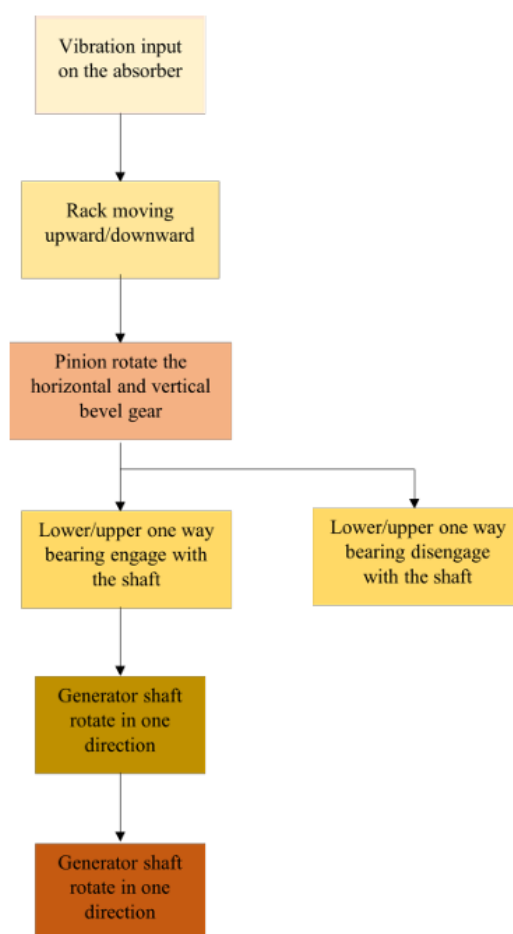 Vibration input
on the absorber
Rack moving
upward/downward
Pinion rotate the
horizontal and vertical
bevel gear
Lower/upper one way
bearing engage with
the shaft
Lower/upper one way
bearing disengage
with the shaft
Generator shaft
rotate in one
direction
Generator shaft
rotate in one
direction